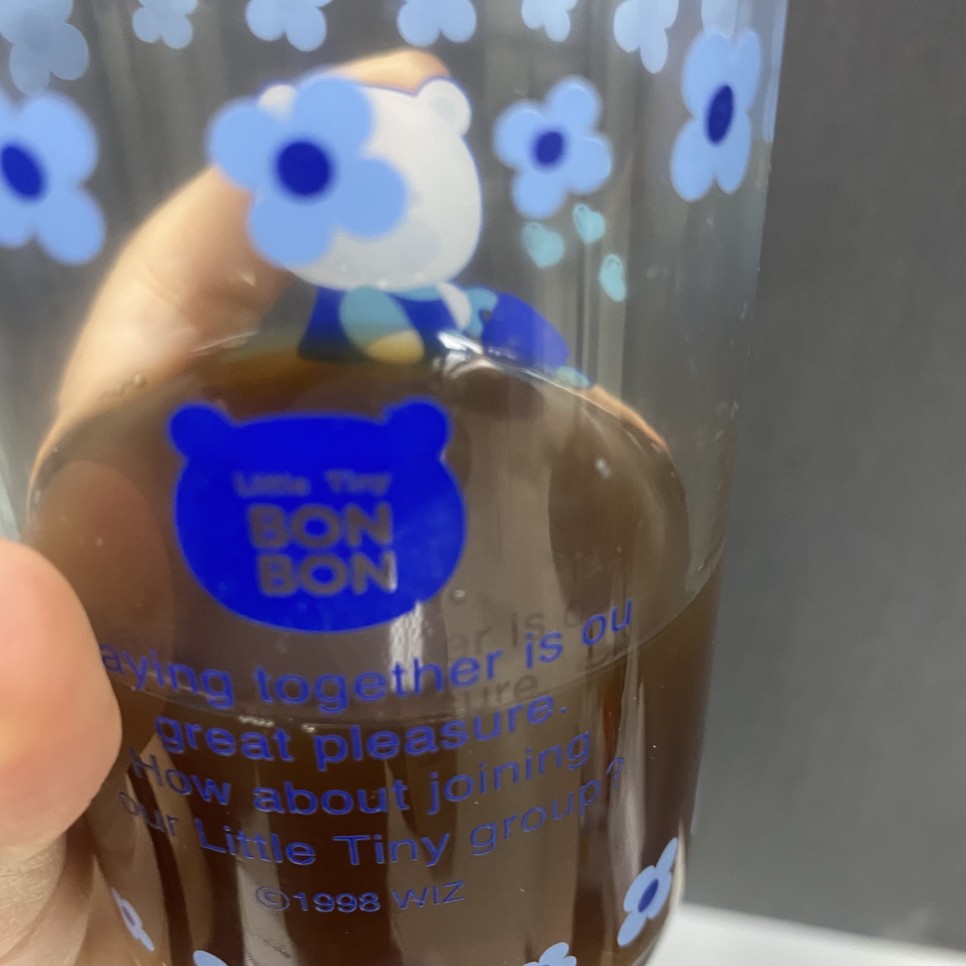 Little Tiny
BON
BON
aying together is ou
great pleasure.
How about joining
our Little Tiny group?
©1998 WIZ